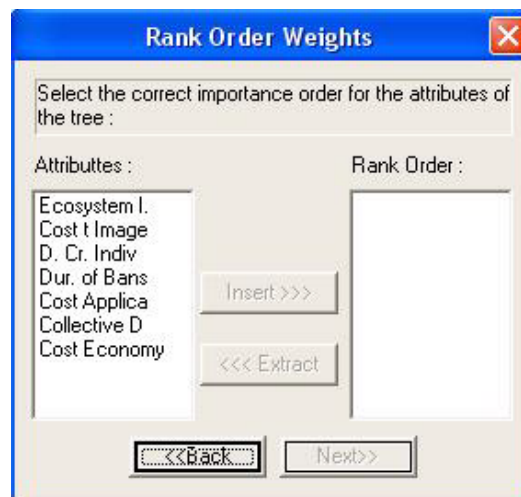 Rank Order Weights
Select the correct importance order for the attributes of
the tree :
Attributtes :
Rank Order :
Ecosystem I.
Cost t Image
D. Cr. Indiv
Dur. of Bans
Cost Applica
Collective D
Cost Economy
Insert >>>
<<< Extract
<<Back
Next>>